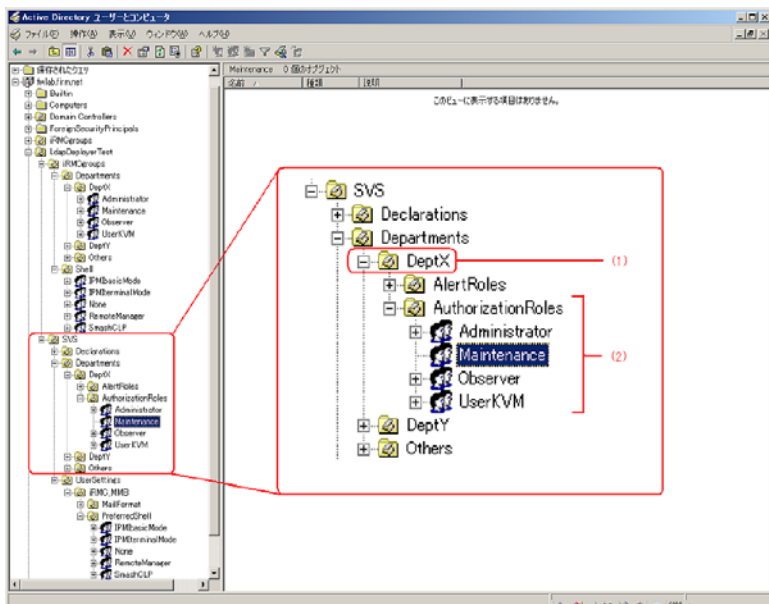 Active Directory ユーザーとコンピュータ
ファイル(F) 操作(A) 表示(V) ウィンドウ(W) ヘルプ(H)
Maintenance 0 個のオブジェクト
名前 種類 説明
このビューに表示する項目はありません。
保存されたクエリ
Builtin
Computers
Domain Controllers
ForeignSecurityPrincipals
iRMCgroups
LdapDeployerTest
iRMCgroups
Departments
DeptX
Administrator
Maintenance
Observer
UserKVM
DeptY
Others
Shell
IPMIbasicMode
IPMIterminalMode
None
RemoteManager
SmashCLP
SVS
Declarations
Departments
DeptX
AlertRoles
AuthorizationRoles
Administrator
Maintenance
Observer
UserKVM
DeptY
Others
UserSettings
iRMC_MMB
MailFormat
PreferredShell
IPMIbasicMode
IPMIterminalMode
None
RemoteManager
SmashCLP
SVS
Declarations
Departments
DeptX (1)
AlertRoles
AuthorizationRoles
Administrator
Maintenance (2)
Observer
UserKVM
DeptY
Others